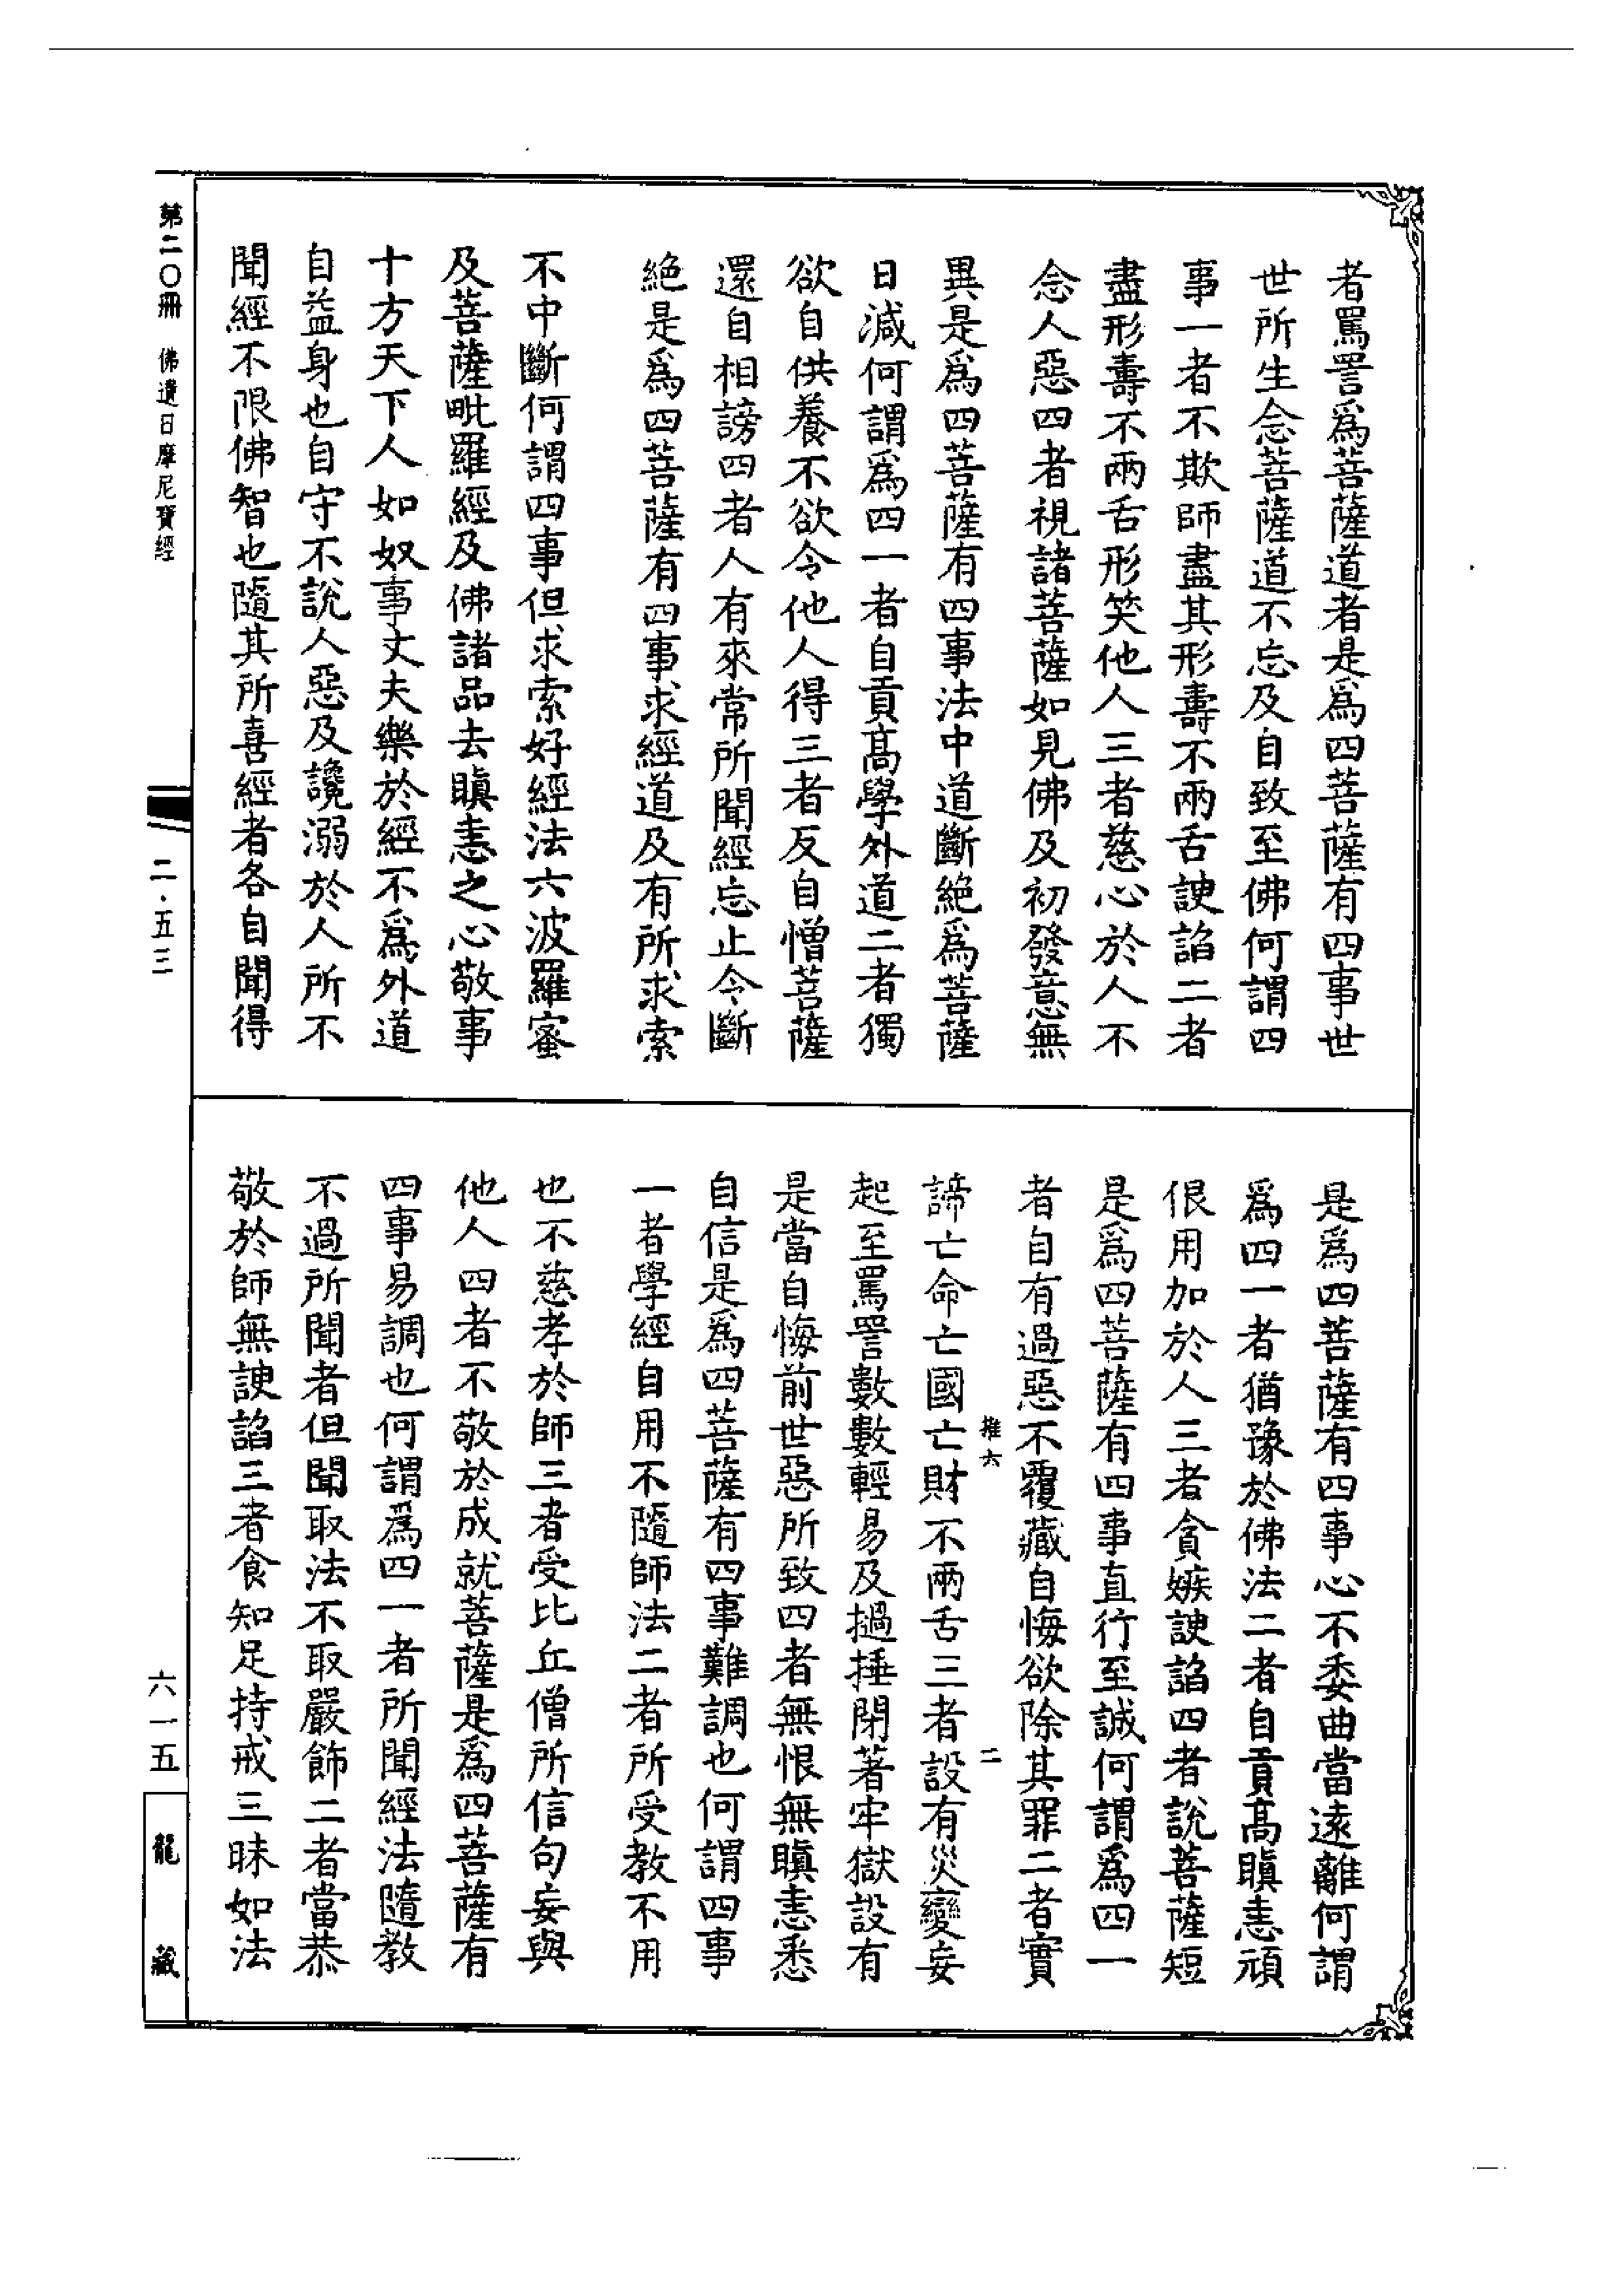 者罵詈爲菩薩道者是爲四菩薩有四事世
世所生念菩薩道不忘及自致至佛何謂四
事一者不欺師盡其形壽不兩舌諛諂二者
盡形壽不兩舌形笑他人三者慈心於人不
念人惡四者視諸菩薩如見佛及初發意無
異是爲四菩薩有四事法中道斷絕爲菩薩
日減何謂爲四一者自貢高學外道二者獨
欲自供養不欲令他人得三者反自憎菩薩
還自相謗四者人有來常所聞經忘止令斷
絕是爲四菩薩有四事求經道及有所求索
不中斷何謂四事但求索好經法六波羅蜜
及菩薩毗羅經及佛諸品去瞋恚之心敬事
十方天下人如奴事丈夫樂於經不爲外道
自益身也自守不說人惡及讒溺於人所不
聞經不限佛智也隨其所喜經者各自聞得
是爲四菩薩有四事心不委曲當遠離何謂
爲四一者猶豫於佛法二者自貢高瞋恚頑
佷用加於人三者貪嫉諛諂四者說菩薩短
是爲四菩薩有四事直行至誠何謂爲四一
者自有過惡不覆藏自悔欲除其罪二者實
諦亡命亡國亡財不兩舌三者設有災變妄
起至罵詈數數輕易及撾捶閉著牢獄設有
是當自悔前世惡所致四者無恨無瞋恚悉
自信是爲四菩薩有四事難調也何謂四事
一者學經自用不隨師法二者所受教不用
也不慈孝於師三者受比丘僧所信句妄與
他人四者不敬於成就菩薩是爲四菩薩有
四事易調也何謂爲四一者所聞經法隨教
不過所聞者但聞取法不取嚴飾二者當恭
敬於師無諛諂三者食知足持戒三昧如法
推六
二
第二〇冊 佛遺日摩尼寶經
二·五三
六一五
龍藏